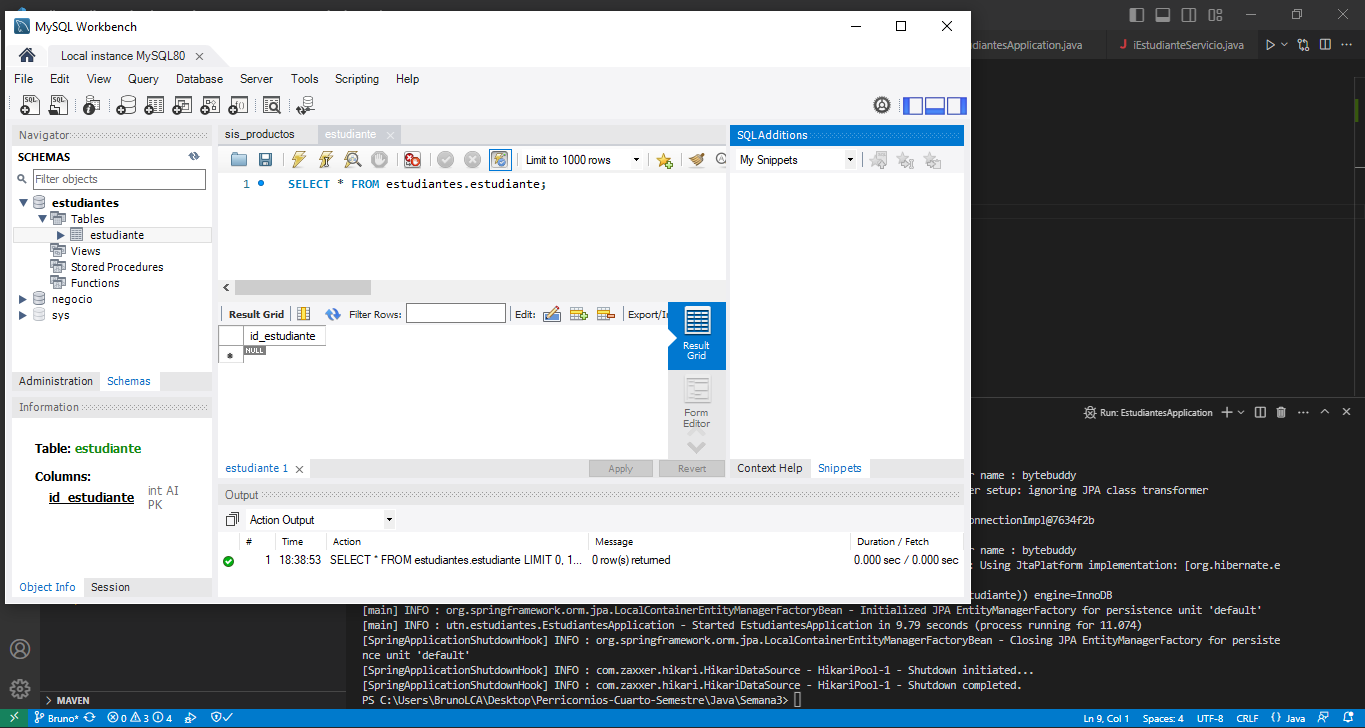 MySQL Workbench
Local instance MySQL80
File Edit View Query Database Server Tools Scripting Help
Navigator
SCHEMAS
Filter objects
estudiantes
Tables
estudiante
Views
Stored Procedures
Functions
negocio
sys
Administration Schemas
Information
Table: estudiante
Columns:
id_estudiante int AI
PK
Object Info Session
sis_productos estudiante
Limit to 1000 rows
1 SELECT * FROM estudiantes.estudiante;
Result Grid Filter Rows: Edit: Export/I
id_estudiante
NULL
Result
Grid
Form
Editor
estudiante 1 Apply Revert
SQLAdditions
My Snippets
Context Help Snippets
Output
Action Output
# Time Action Message Duration / Fetch
1 18:38:53 SELECT * FROM estudiantes.estudiante LIMIT 0, 1... 0 row(s) returned 0.000 sec / 0.000 sec
diantesApplication.java iEstudianteServicio.java
Run: EstudiantesApplication
r name : bytebuddy
er setup: ignoring JPA class transformer
onnectionImpl@7634f2b
r name : bytebuddy
: Using JtaPlatform implementation: [org.hibernate.e
udiante)) engine=InnoDB
[main] INFO : org.springframework.orm.jpa.LocalContainerEntityManagerFactoryBean - Initialized JPA EntityManagerFactory for persistence unit 'default'
[main] INFO : utn.estudiantes.EstudiantesApplication - Started EstudiantesApplication in 9.79 seconds (process running for 11.074)
[SpringApplicationShutdownHook] INFO : org.springframework.orm.jpa.LocalContainerEntityManagerFactoryBean - Closing JPA EntityManagerFactory for persiste
nce unit 'default'
[SpringApplicationShutdownHook] INFO : com.zaxxer.hikari.HikariDataSource - HikariPool-1 - Shutdown initiated...
[SpringApplicationShutdownHook] INFO : com.zaxxer.hikari.HikariDataSource - HikariPool-1 - Shutdown completed.
PS C:\Users\BrunoLCA\Desktop\Perricornios-Cuarto-Semestre\Java\Semana3>
MAVEN
Bruno* 0 3 4 Ln 9, Col 1 Spaces: 4 UTF-8 CRLF {} Java